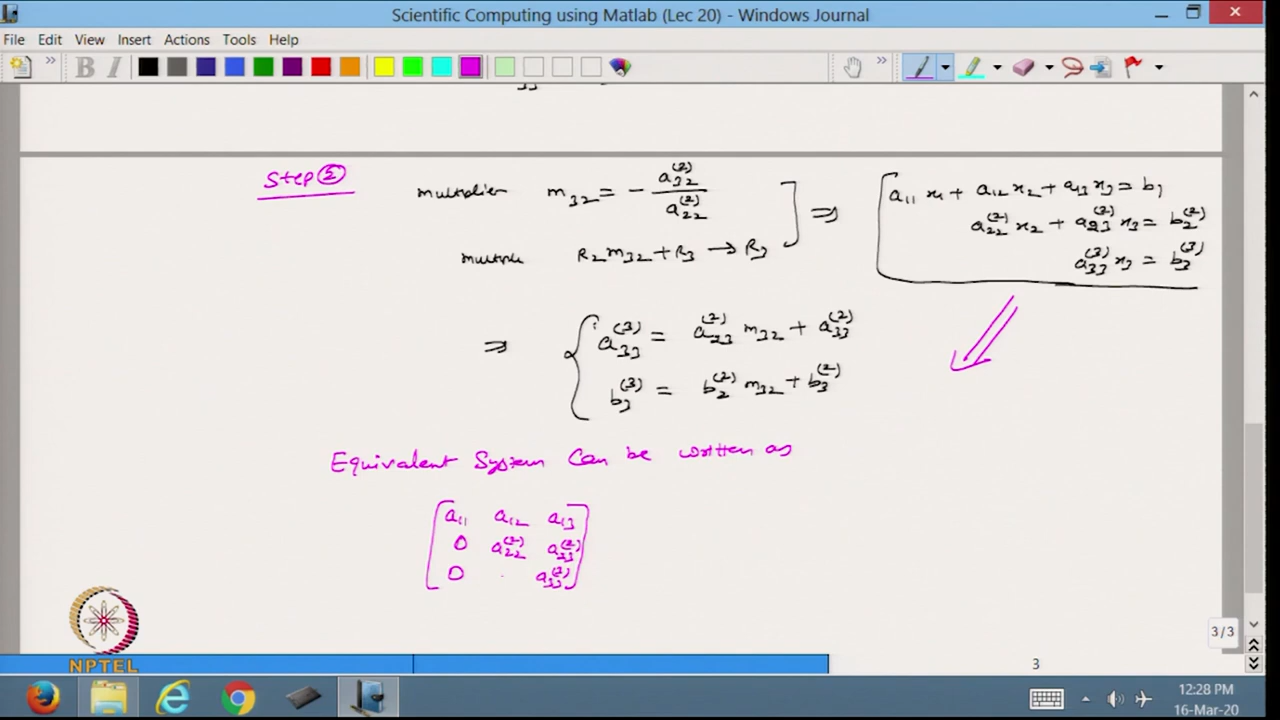 Scientific Computing using Matlab (Lec 20) - Windows Journal
File Edit View Insert Actions Tools Help
Step ②
multiplier m₃₂ = - a₃₂⁽²⁾ / a₂₂⁽²⁾
multiple R₂m₃₂ + R₃ → R₃
⇒
a₁₁ x₁ + a₁₂ x₂ + a₁₃ x₃ = b₁
a₂₂⁽²⁾ x₂ + a₂₃⁽²⁾ x₃ = b₂⁽²⁾
a₃₃⁽³⁾ x₃ = b₃⁽³⁾
⇒ { a₃₃⁽³⁾ = a₂₃⁽²⁾ m₃₂ + a₃₃⁽²⁾
b₃⁽³⁾ = b₂⁽²⁾ m₃₂ + b₃⁽²⁾
Equivalent System Can be written as
a₁₁ a₁₂ a₁₃
0 a₂₂⁽²⁾ a₂₃⁽²⁾
0 a₃₃⁽³⁾
3/3
NPTEL
3
12:28 PM
16-Mar-20